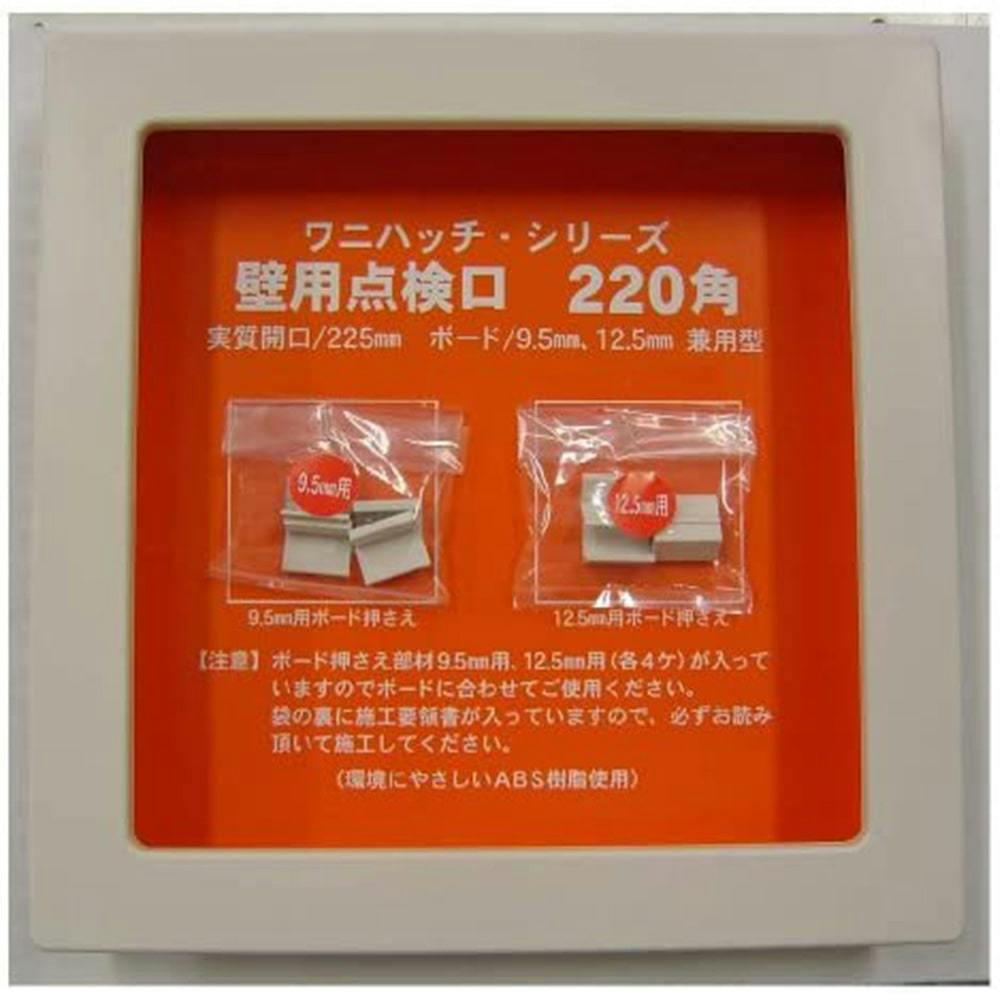 ワニハッチ・シリーズ
壁用点検口　220角
実質開口/225mm　ボード/9.5mm、12.5mm 兼用型
9.5mm用
12.5mm用
9.5mm用ボード押さえ
12.5mm用ボード押さえ
【注意】ボード押さえ部材9.5mm用、12.5mm用(各4ケ)が入って
いますのでボードに合わせてご使用ください。
袋の裏に施工要領書が入っていますので、必ずお読み
頂いて施工してください。
(環境にやさしいABS樹脂使用)